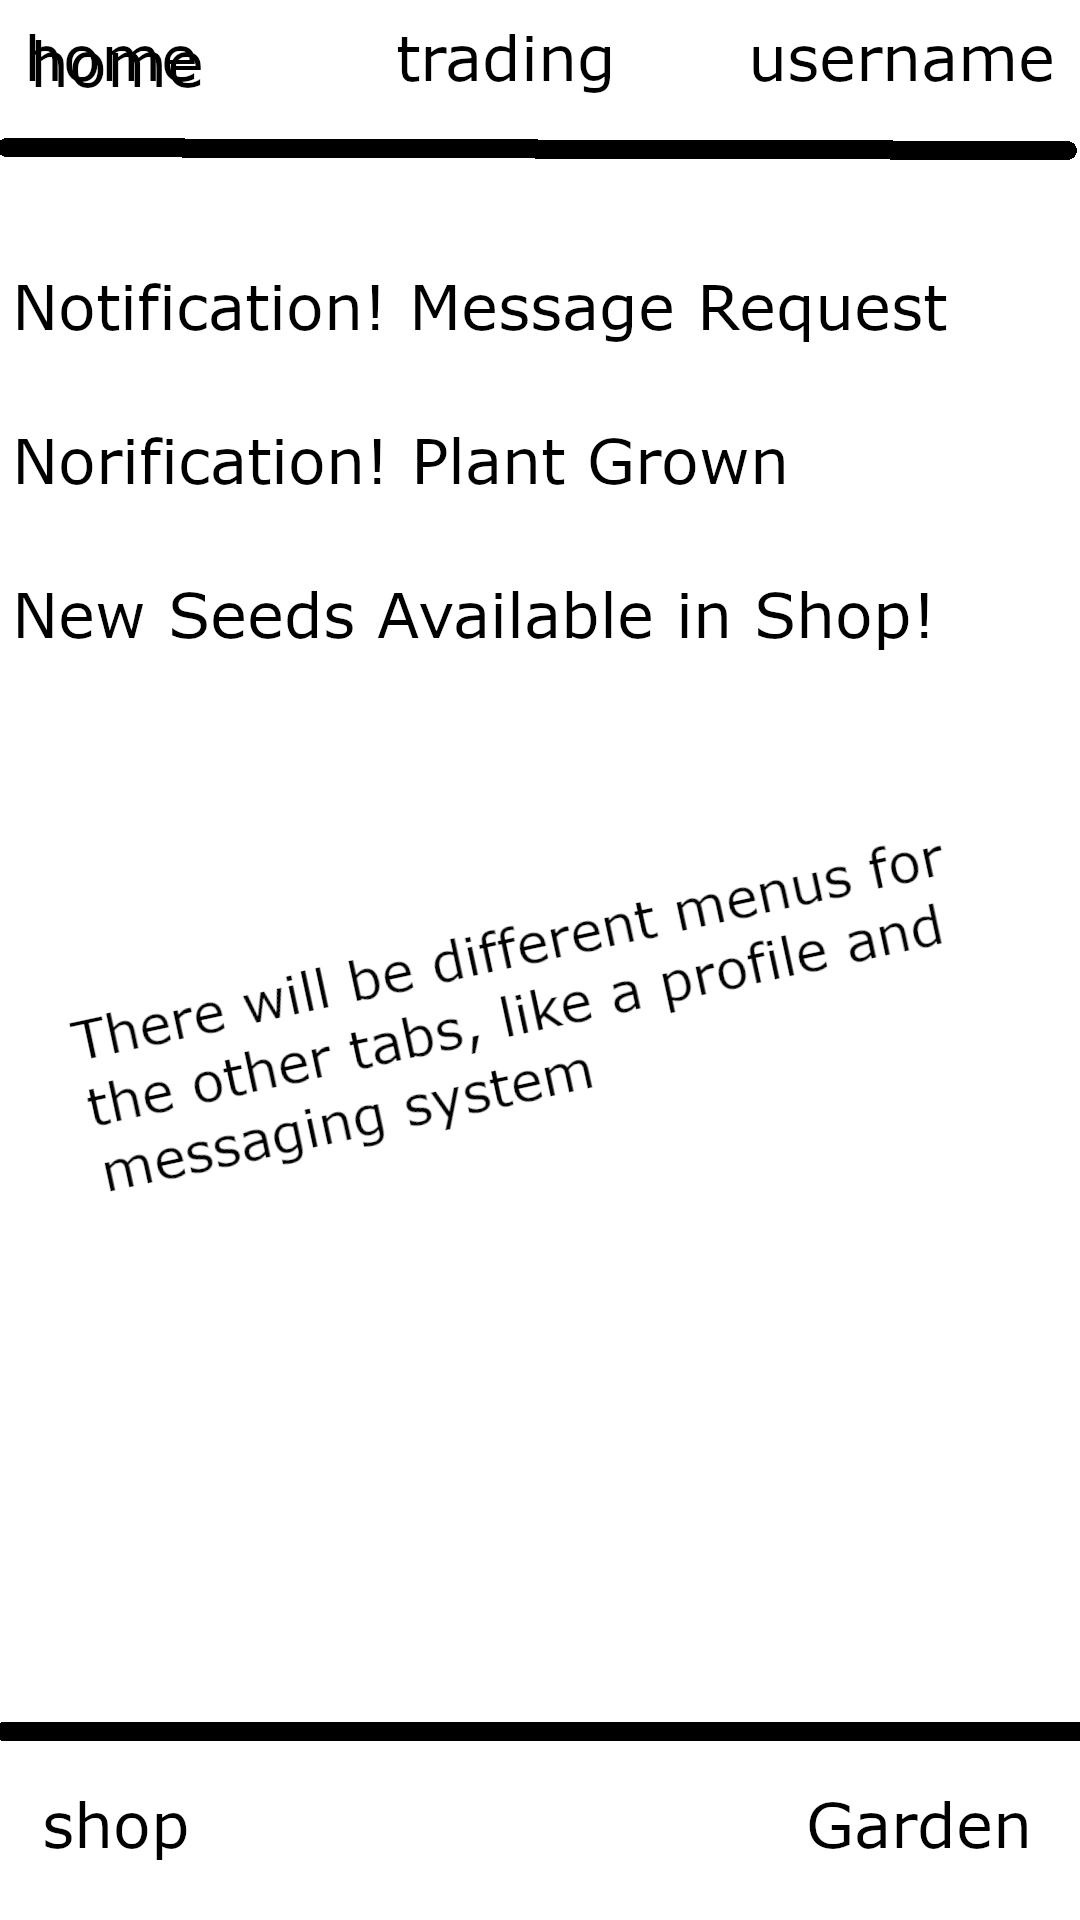 home home trading username
Notification! Message Request
Norification! Plant Grown
New Seeds Available in Shop!
There will be different menus for
the other tabs, like a profile and
messaging system
shop Garden